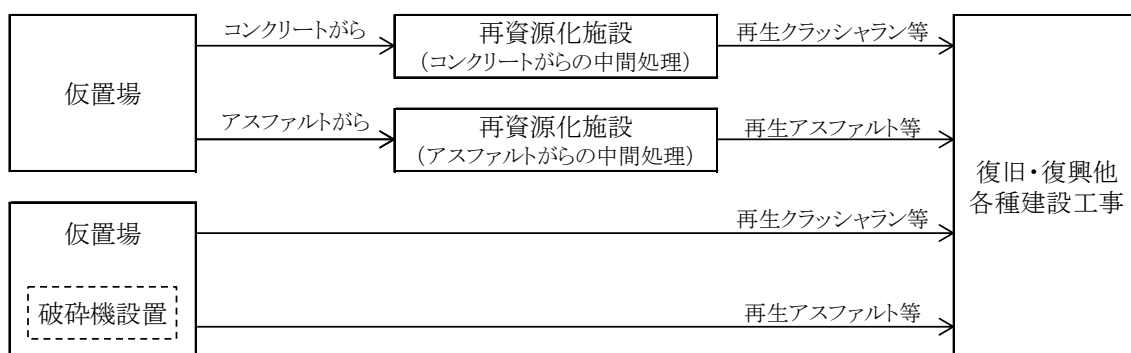 仮置場
コンクリートがら
再資源化施設
（コンクリートがらの中間処理）
再生クラッシャラン等
アスファルトがら
再資源化施設
（アスファルトがらの中間処理）
再生アスファルト等
復旧・復興他
各種建設工事
仮置場
破砕機設置
再生クラッシャラン等
再生アスファルト等